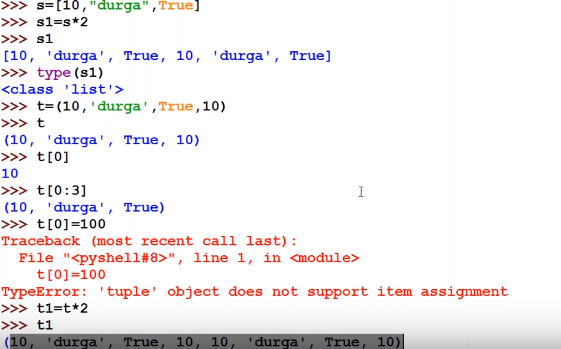 >>> s=[10,"durga",True]
>>> s1=s*2
>>> s1
[10, 'durga', True, 10, 'durga', True]
>>> type(s1)
<class 'list'>
>>> t=(10,'durga',True,10)
>>> t
(10, 'durga', True, 10)
>>> t[0]
10
>>> t[0:3]
(10, 'durga', True)
>>> t[0]=100
Traceback (most recent call last):
  File "<pyshell#8>", line 1, in <module>
    t[0]=100
TypeError: 'tuple' object does not support item assignment
>>> t1=t*2
>>> t1
(10, 'durga', True, 10, 10, 'durga', True, 10)